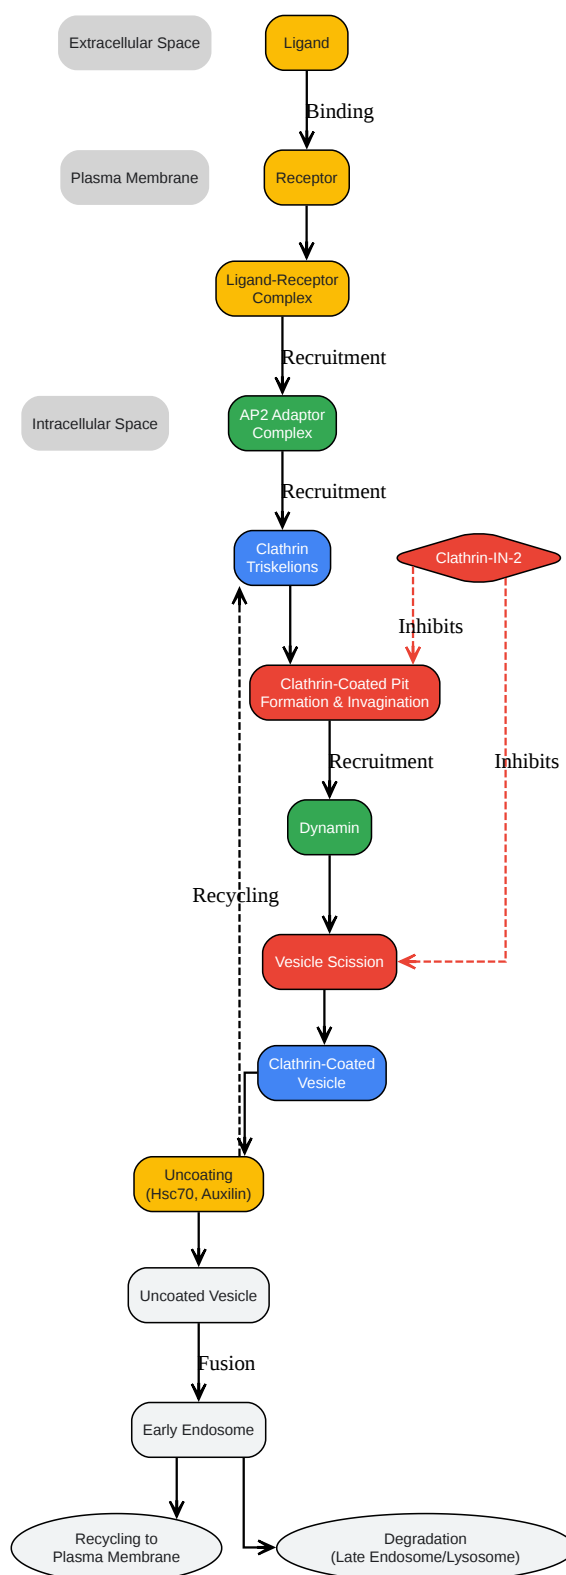 Extracellular Space
Ligand
Binding
Plasma Membrane
Receptor
Ligand-Receptor
Complex
Recruitment
Intracellular Space
AP2 Adaptor
Complex
Recruitment
Clathrin
Triskelions
Clathrin-IN-2
Inhibits
Clathrin-Coated Pit
Formation & Invagination
Recruitment
Inhibits
Dynamin
Recycling
Vesicle Scission
Clathrin-Coated
Vesicle
Uncoating
(Hsc70, Auxilin)
Uncoated Vesicle
Fusion
Early Endosome
Recycling to
Plasma Membrane
Degradation
(Late Endosome/Lysosome)